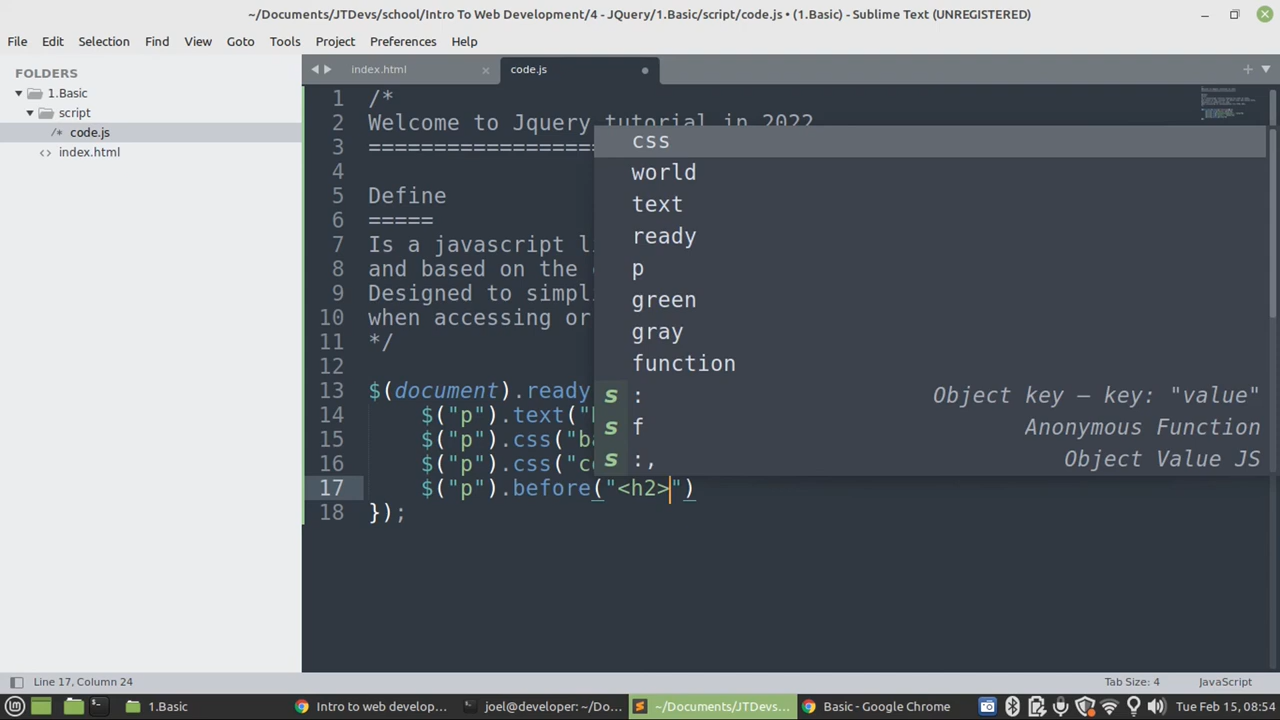 ~/Documents/JTDevs/school/Intro To Web Development/4 - JQuery/1.Basic/script/code.js • (1.Basic) - Sublime Text (UNREGISTERED)
File Edit Selection Find View Goto Tools Project Preferences Help
FOLDERS
1.Basic
script
/* code.js
<> index.html
index.html
code.js
1 /*
2 Welcome to Jquery tutorial in 2022
3 =================
4
5 Define
6 =====
7 Is a javascript
8 and based on the
9 Designed to
10 when accessing or
11 */
12
13 $(document).ready
14 $("p").text("
15 $("p").css("
16 $("p").css("
17 $("p").before("<h2>")
18 });
css
world
text
ready
p
green
gray
function
s : Object key — key: "value"
s f Anonymous Function
s :, Object Value JS
Line 17, Column 24
Tab Size: 4
JavaScript
1.Basic
Intro to web develop...
joel@developer: ~/Do...
~/Documents/JTDevs...
Basic - Google Chrome
Tue Feb 15, 08:54